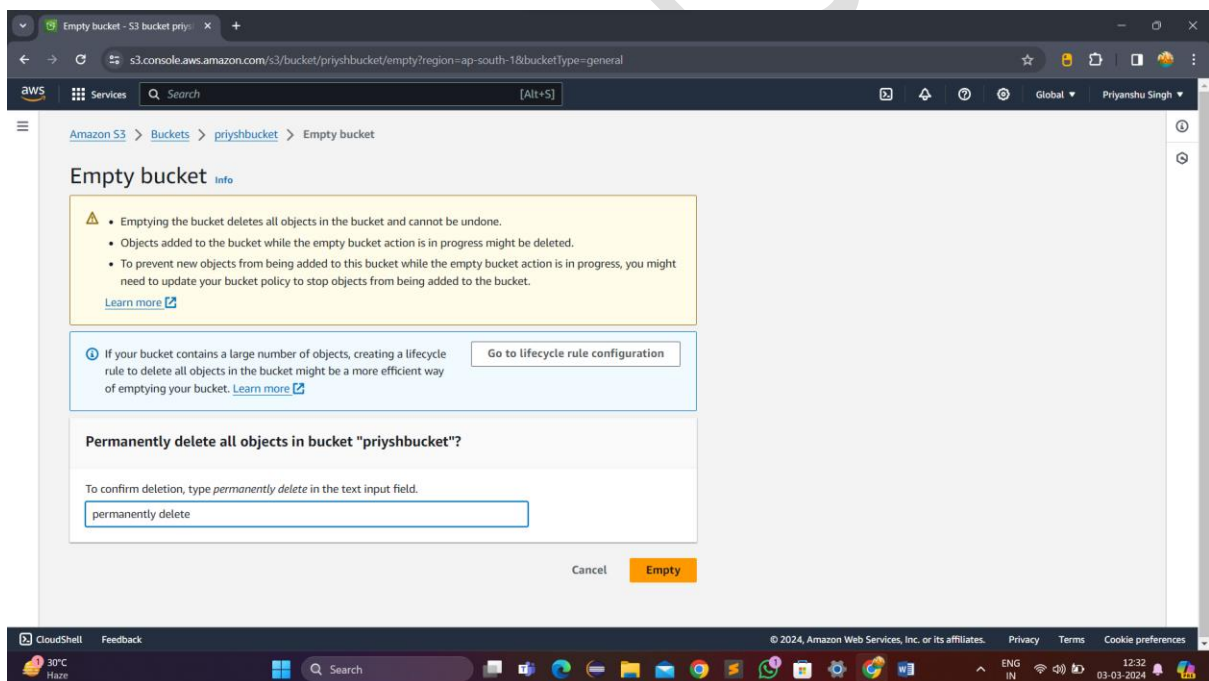 Empty bucket - S3 bucket priys
s3.console.aws.amazon.com/s3/bucket/priyshbucket/empty?region=ap-south-1&bucketType=general
aws
Services
Search
[Alt+S]
Global
Priyanshu Singh
Amazon S3 > Buckets > priyshbucket > Empty bucket
Empty bucket Info
• Emptying the bucket deletes all objects in the bucket and cannot be undone.
• Objects added to the bucket while the empty bucket action is in progress might be deleted.
• To prevent new objects from being added to this bucket while the empty bucket action is in progress, you might
need to update your bucket policy to stop objects from being added to the bucket.
Learn more
If your bucket contains a large number of objects, creating a lifecycle
rule to delete all objects in the bucket might be a more efficient way
of emptying your bucket. Learn more
Go to lifecycle rule configuration
Permanently delete all objects in bucket "priyshbucket"?
To confirm deletion, type permanently delete in the text input field.
permanently delete
Cancel
Empty
CloudShell
Feedback
© 2024, Amazon Web Services, Inc. or its affiliates.
Privacy
Terms
Cookie preferences
30°C
Haze
Search
ENG
IN
12:32
03-03-2024